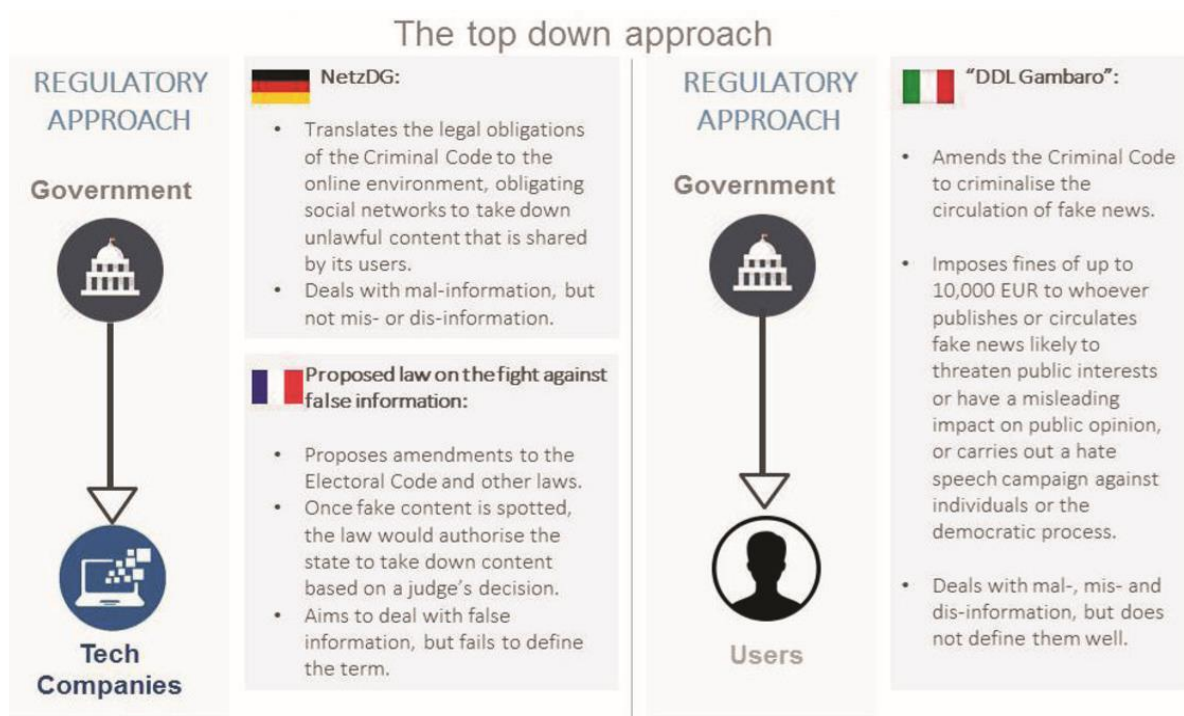 The top down approach
REGULATORY
APPROACH
Government
Tech
Companies
NetzDG:
• Translates the legal obligations
of the Criminal Code to the
online environment, obligating
social networks to take down
unlawful content that is shared
by its users.
• Deals with mal-information, but
not mis- or dis-information.
Proposed law on the fight against
false information:
• Proposes amendments to the
Electoral Code and other laws.
• Once fake content is spotted,
the law would authorise the
state to take down content
based on a judge's decision.
• Aims to deal with false
information, but fails to define
the term.
REGULATORY
APPROACH
Government
Users
"DDL Gambaro":
• Amends the Criminal Code
to criminalise the
circulation of fake news.
• Imposes fines of up to
10,000 EUR to whoever
publishes or circulates
fake news likely to
threaten public interests
or have a misleading
impact on public opinion,
or carries out a hate
speech campaign against
individuals or the
democratic process.
• Deals with mal-, mis- and
dis-information, but does
not define them well.